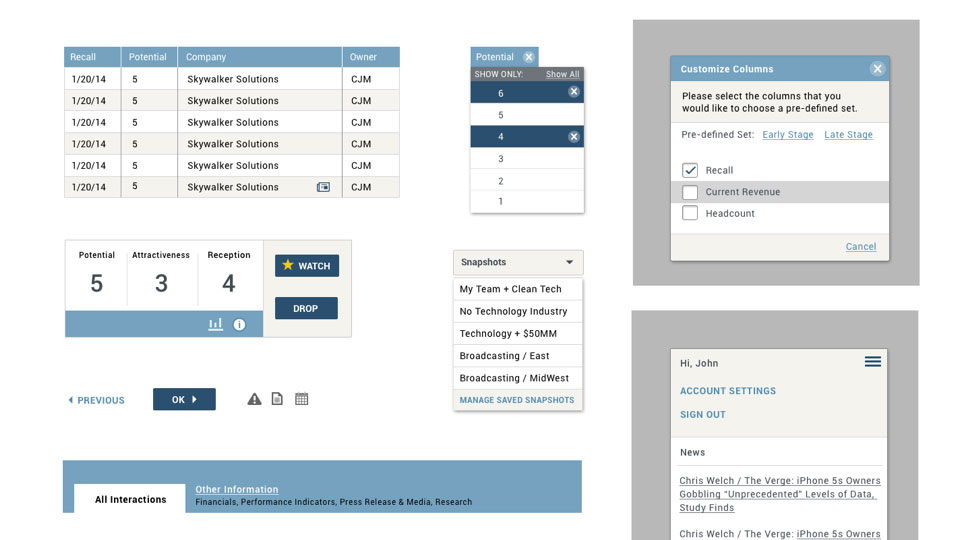 Recall Potential Company Owner
1/20/14 5 Skywalker Solutions CJM
1/20/14 5 Skywalker Solutions CJM
1/20/14 5 Skywalker Solutions CJM
1/20/14 5 Skywalker Solutions CJM
1/20/14 5 Skywalker Solutions CJM
1/20/14 5 Skywalker Solutions CJM
Potential Attractiveness Reception
5 3 4
WATCH
DROP
PREVIOUS
OK
All Interactions
Other Information
Financials, Performance Indicators, Press Release & Media, Research
Potential
SHOW ONLY: Show All
6
5
4
3
2
1
Snapshots
My Team + Clean Tech
No Technology Industry
Technology + $50MM
Broadcasting / East
Broadcasting / MidWest
MANAGE SAVED SNAPSHOTS
Customize Columns
Please select the columns that you
would like to choose a pre-defined set.
Pre-defined Set: Early Stage Late Stage
Recall
Current Revenue
Headcount
Cancel
Hi, John
ACCOUNT SETTINGS
SIGN OUT
News
Chris Welch / The Verge: iPhone 5s Owners
Gobbling "Unprecedented" Levels of Data,
Study Finds
Chris Welch / The Verge: iPhone 5s Owners